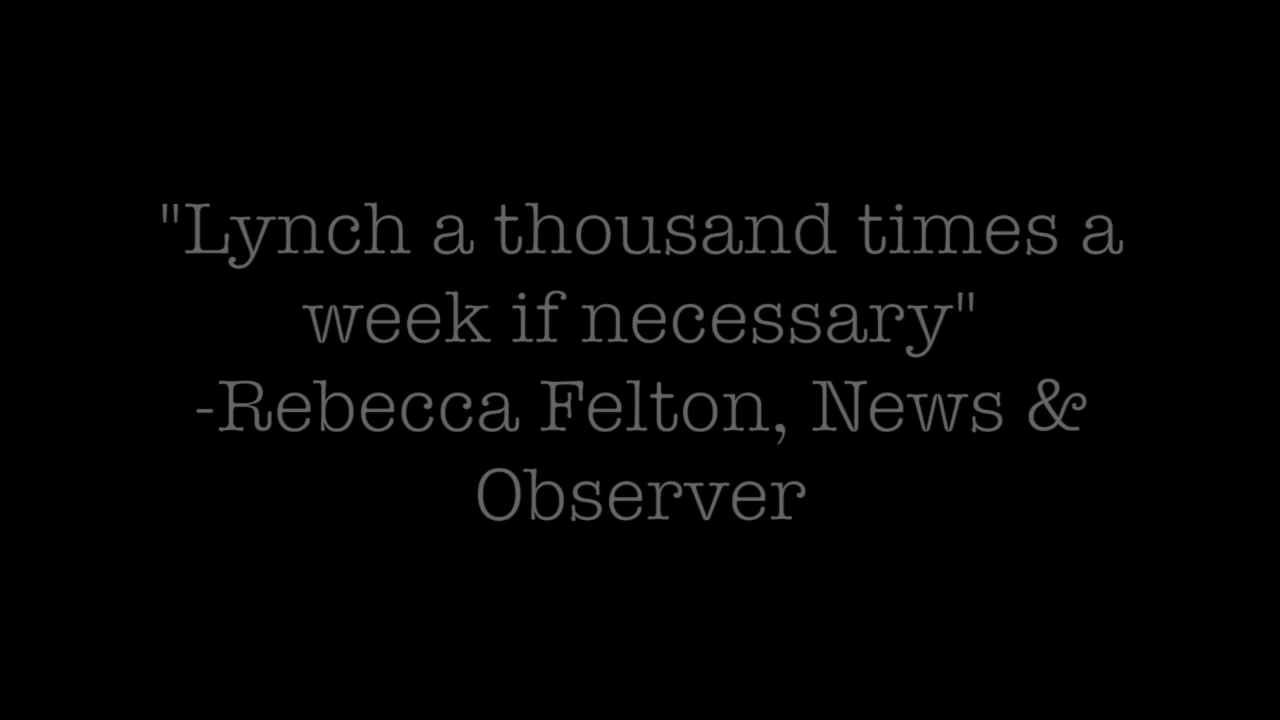 "Lynch a thousand times a
week if necessary"
-Rebecca Felton, News &
Observer